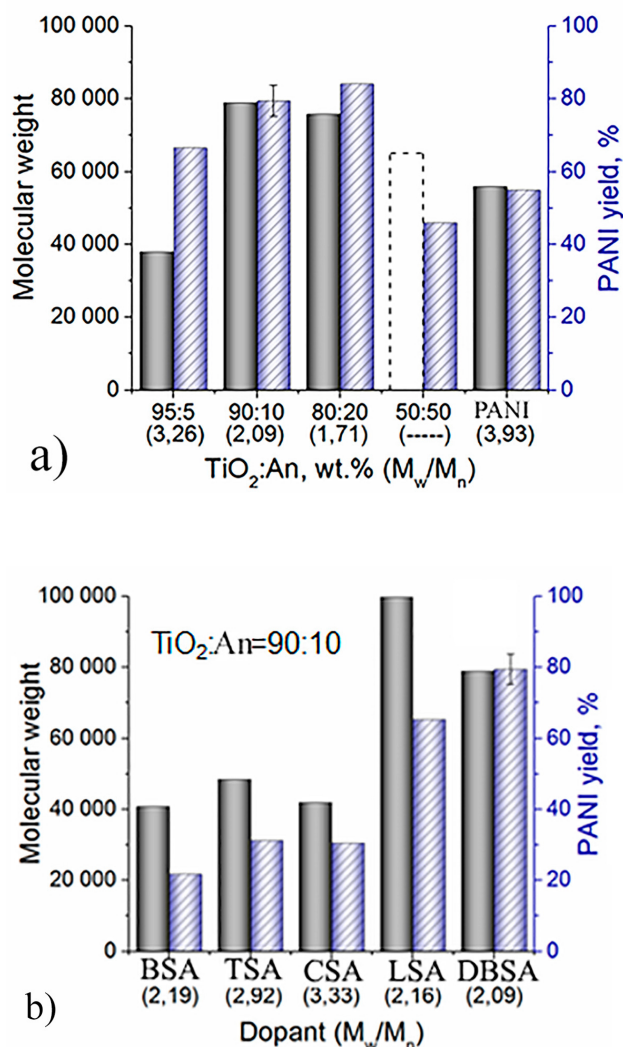 100 000
80 000
60 000
40 000
20 000
0
Molecular weight
100
80
60
40
20
0
PANI yield, %
95:5 90:10 80:20 50:50 PANI
(3,26) (2,09) (1,71) (-----) (3,93)
a)
TiO₂:An, wt.% (Mw/Mn)
100 000
80 000
60 000
40 000
20 000
0
Molecular weight
TiO₂:An=90:10
100
80
60
40
20
0
PANI yield, %
BSA TSA CSA LSA DBSA
(2,19) (2,92) (3,33) (2,16) (2,09)
b)
Dopant (Mw/Mn)